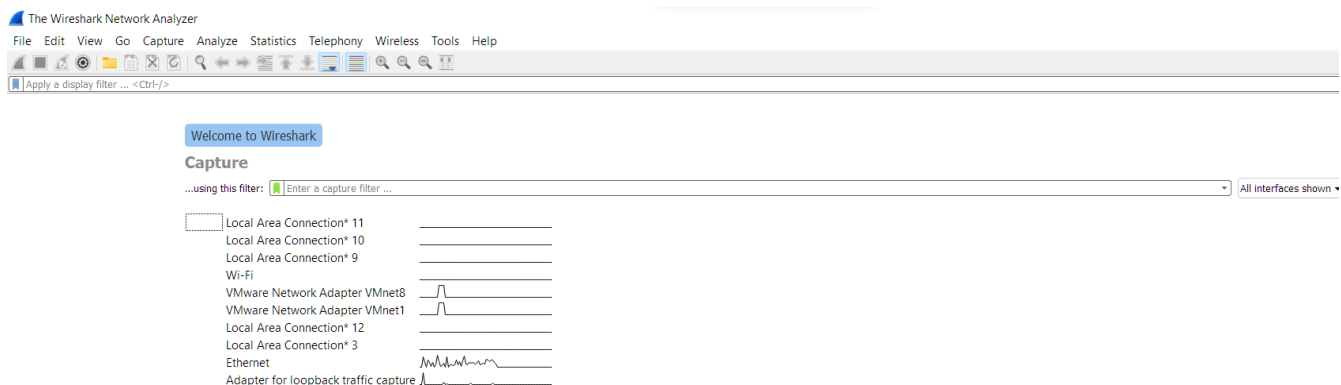 The Wireshark Network Analyzer
File Edit View Go Capture Analyze Statistics Telephony Wireless Tools Help
Apply a display filter ... <Ctrl-/>
Welcome to Wireshark
Capture
...using this filter: Enter a capture filter ... All interfaces shown
Local Area Connection* 11
Local Area Connection* 10
Local Area Connection* 9
Wi-Fi
VMware Network Adapter VMnet8
VMware Network Adapter VMnet1
Local Area Connection* 12
Local Area Connection* 3
Ethernet
Adapter for loopback traffic capture